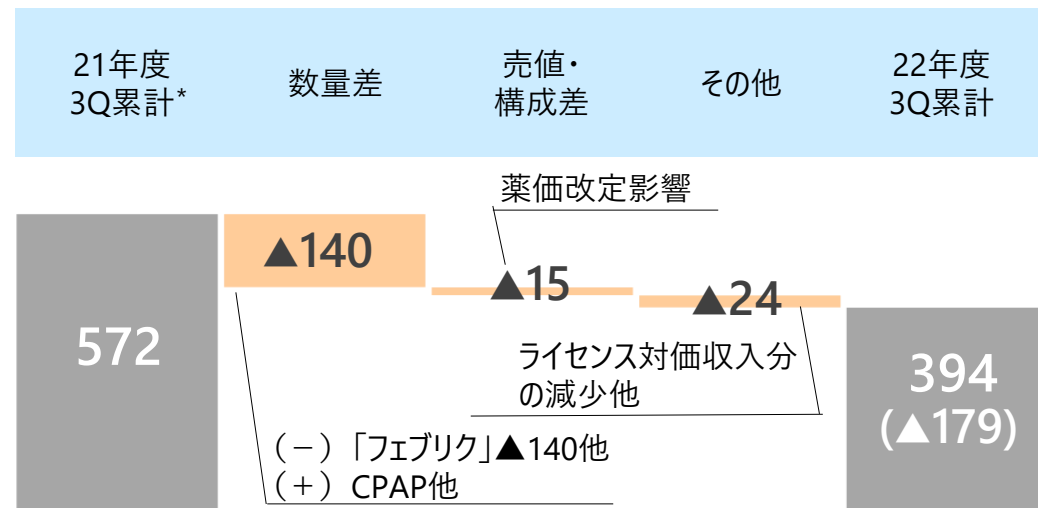 21年度
3Q累計*
数量差
売値・
構成差
その他
22年度
3Q累計
薬価改定影響
▲140
▲15
▲24
572
ライセンス対価収入分
の減少他
394
(▲179)
（－）「フェブリク」▲140他
（＋） CPAP他